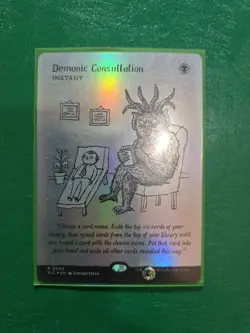 Demonic Consultation
INSTANT
Choose a card name. Exile the top six cards of your
library, then reveal cards from the top of your library until
you reveal a card with the chosen name. Put that card into
your hand and exile all other cards revealed this way.